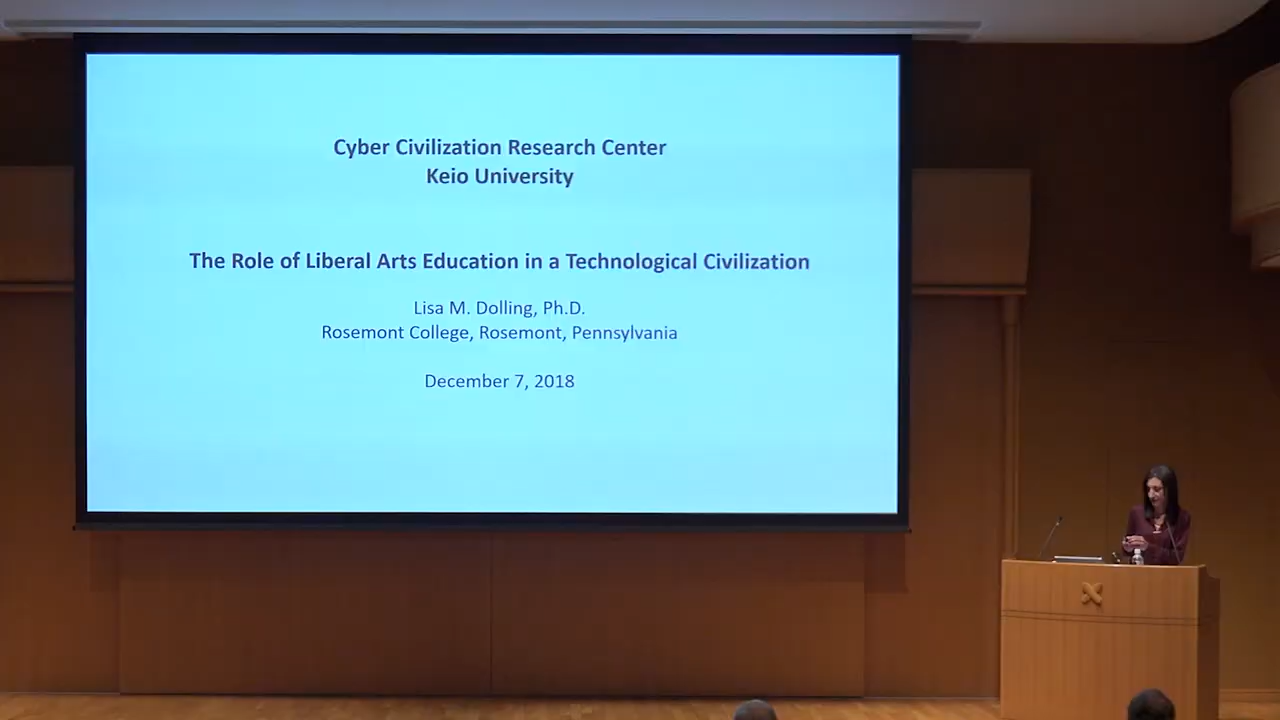 Cyber Civilization Research Center
Keio University
The Role of Liberal Arts Education in a Technological Civilization
Lisa M. Dolling, Ph.D.
Rosemont College, Rosemont, Pennsylvania
December 7, 2018